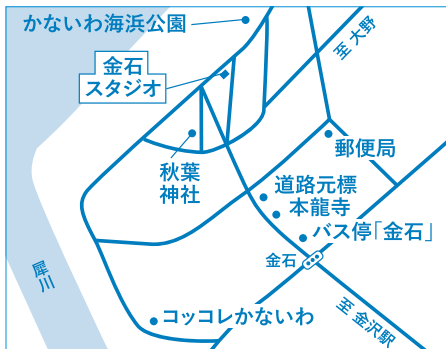 かないわ海浜公園
至 大野
金石
スタジオ
郵便局
秋葉
神社
道路元標
本龍寺
バス停「金石」
金石
犀川
コッコレかないわ
至 金沢駅